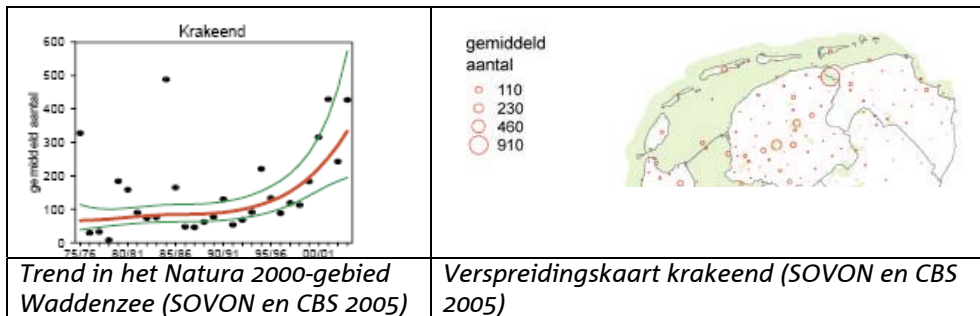 Krakeend
600
500
400
300
200
100
0
gemiddeld aantal
75/76 80/81 85/86 90/91 95/96 00/01
gemiddeld
aantal
110
230
460
910
Trend in het Natura 2000-gebied
Waddenzee (SOVON en CBS 2005)
Verspreidingskaart krakeend (SOVON en CBS
2005)